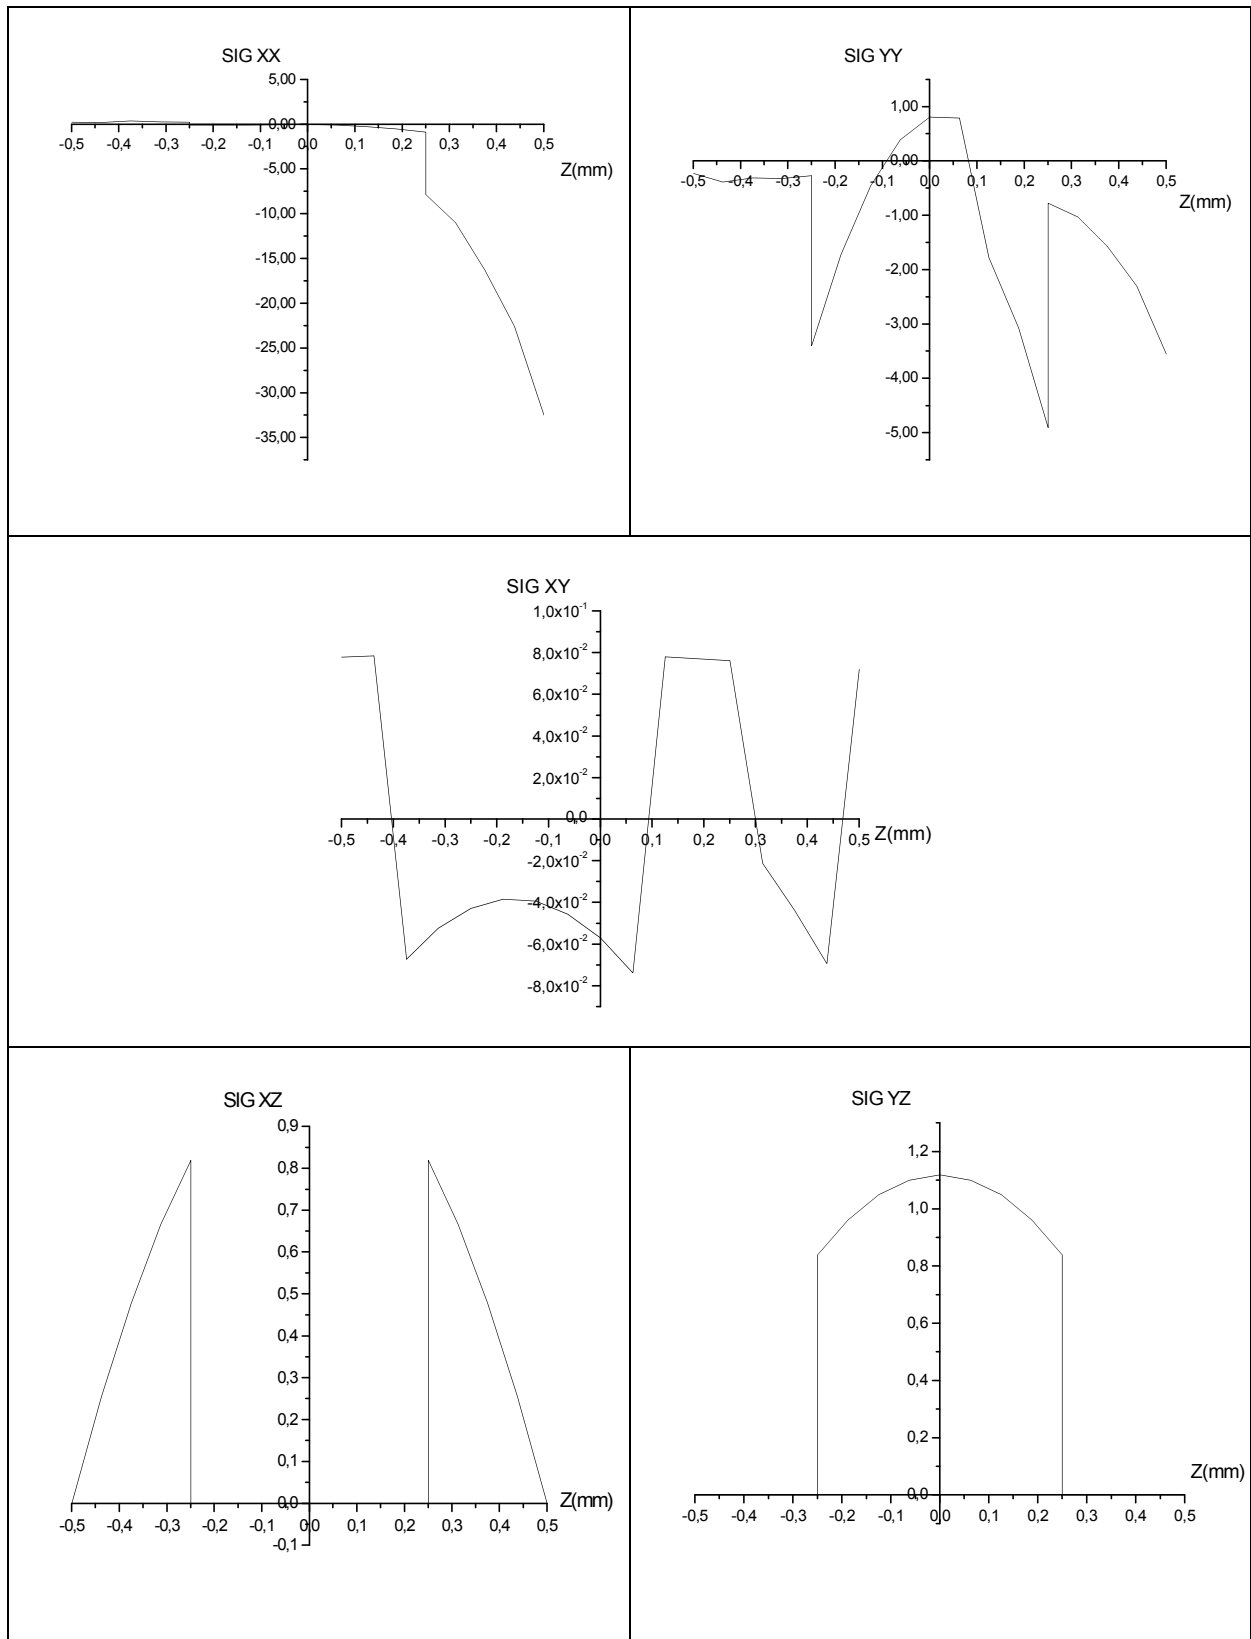 SIG XX
5,00
0,00
-0,5 -0,4 -0,3 -0,2 -0,1 0,0 0,1 0,2 0,3 0,4 0,5
Z(mm)
-5,00
-10,00
-15,00
-20,00
-25,00
-30,00
-35,00
SIG YY
1,00
0,00
-0,5 -0,4 -0,3 -0,2 -0,1 0,0 0,1 0,2 0,3 0,4 0,5
Z(mm)
-1,00
-2,00
-3,00
-4,00
-5,00
SIG XY
1,0x10-1
8,0x10-2
6,0x10-2
4,0x10-2
2,0x10-2
0,0
-0,5 -0,4 -0,3 -0,2 -0,1 0,0 0,1 0,2 0,3 0,4 0,5
Z(mm)
-2,0x10-2
-4,0x10-2
-6,0x10-2
-8,0x10-2
SIG XZ
0,9
0,8
0,7
0,6
0,5
0,4
0,3
0,2
0,1
0,0
Z(mm)
-0,5 -0,4 -0,3 -0,2 -0,1 0,0 0,1 0,2 0,3 0,4 0,5
-0,1
SIG YZ
1,2
1,0
0,8
0,6
0,4
0,2
Z(mm)
0,0
-0,5 -0,4 -0,3 -0,2 -0,1 0,0 0,1 0,2 0,3 0,4 0,5